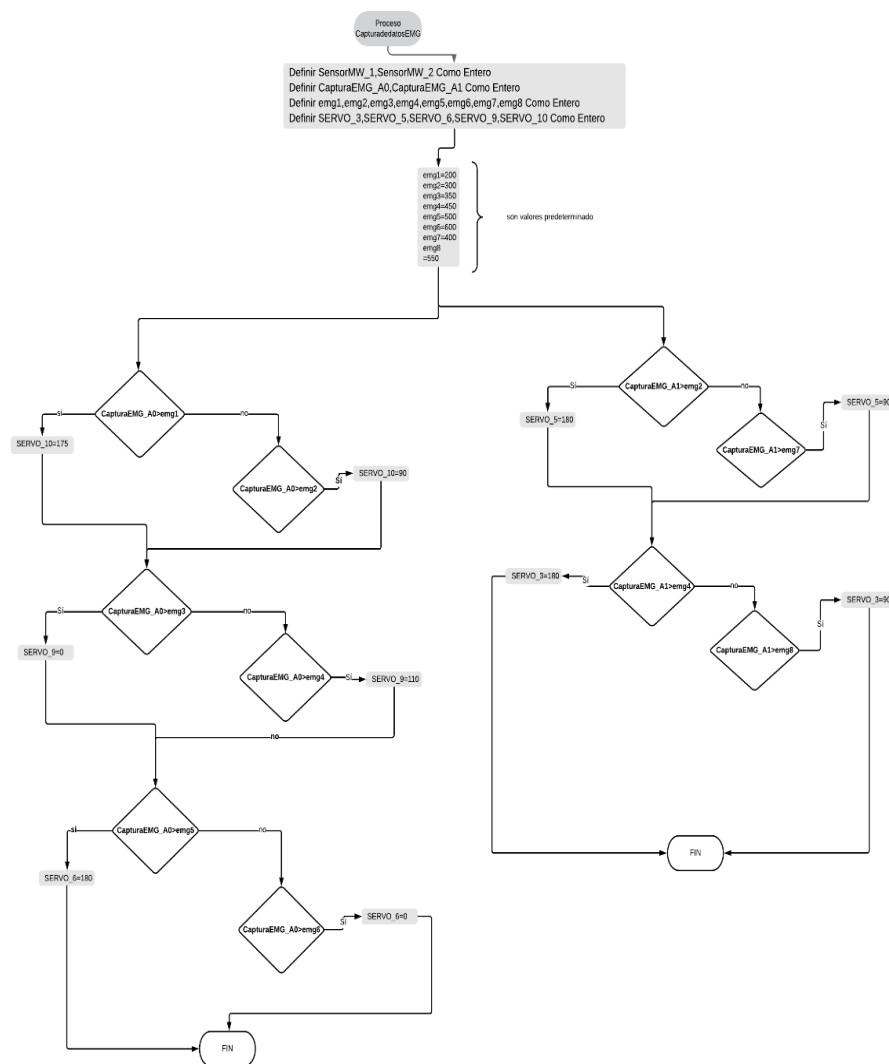 Proceso
CapturadedatosEMG
Definir SensorMW_1,SensorMW_2 Como Entero
Definir CapturaEMG_A0,CapturaEMG_A1 Como Entero
Definir emg1,emg2,emg3,emg4,emg5,emg6,emg7,emg8 Como Entero
Definir SERVO_3,SERVO_5,SERVO_6,SERVO_9,SERVO_10 Como Entero
emg1=200
emg2=300
emg3=350
emg4=450
emg5=500
emg6=600
emg7=400
emg8
=550
son valores predeterminado
CapturaEMG_A0>emg1
si
no
SERVO_10=175
CapturaEMG_A0>emg2
Si
SERVO_10=90
CapturaEMG_A0>emg3
Si
no
SERVO_9=0
CapturaEMG_A0>emg4
Si
SERVO_9=110
no
CapturaEMG_A0>emg5
si
no
SERVO_6=180
CapturaEMG_A0>emg6
Si
SERVO_6=0
FIN
CapturaEMG_A1>emg2
Si
no
SERVO_5=180
CapturaEMG_A1>emg7
Si
SERVO_5=90
CapturaEMG_A1>emg4
Si
no
SERVO_3=180
CapturaEMG_A1>emg8
Si
SERVO_3=90
FIN